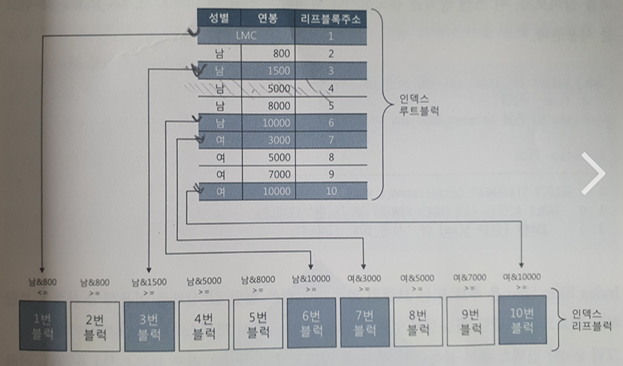 성별 연봉 리프블록주소
LMC 1
남 800 2
남 1500 3
남 5000 4
남 8000 5
남 10000 6
여 3000 7
여 5000 8
여 7000 9
여 10000 10
인덱스
루트블럭
남&800 남&800 남&1500 남&5000 남&8000 남&10000 여&3000 여&5000 여&7000 여&10000
<= >= >= >= >= >= >= >= >= >=
1번 2번 3번 4번 5번 6번 7번 8번 9번 10번
블럭 블럭 블럭 블럭 블럭 블럭 블럭 블럭 블럭 블럭
인덱스
리프블럭